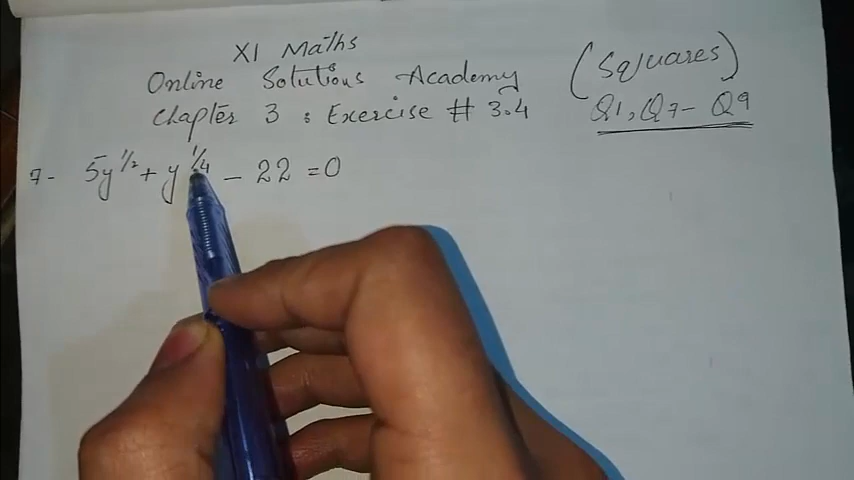 XI Maths
Online Solutions Academy
Chapter 3 : Exercise # 3.4
(Squares)
Q1, Q7 - Q9
7- 5y^1/2 + y^1/4 - 22 = 0